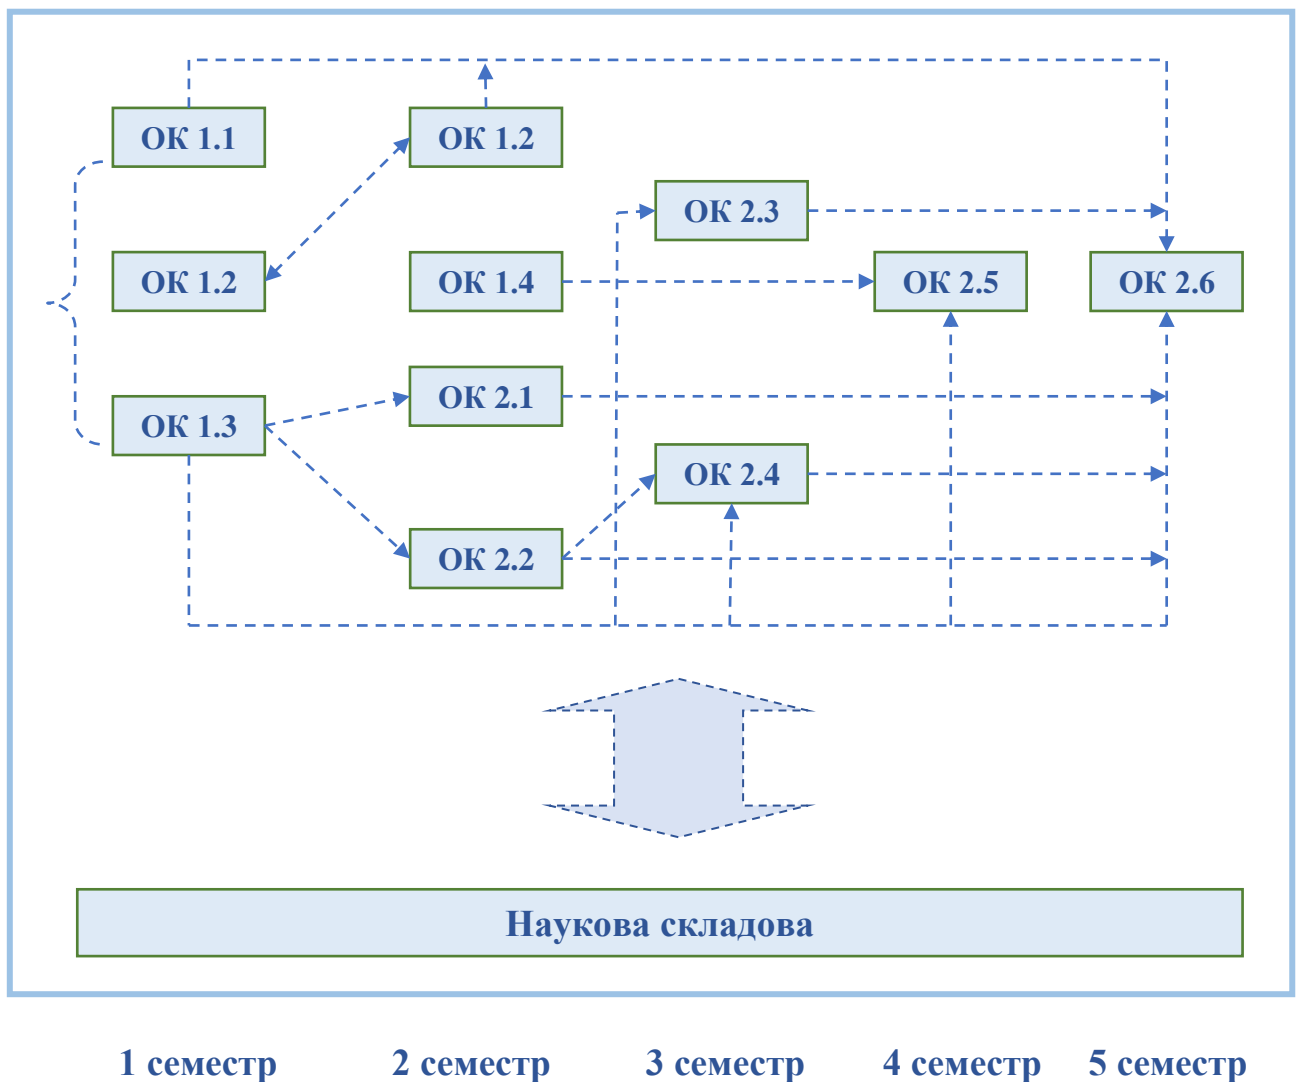 ОК 1.1
ОК 1.2
ОК 2.3
ОК 1.2
ОК 1.4
ОК 2.5
ОК 2.6
ОК 1.3
ОК 2.1
ОК 2.4
ОК 2.2
Наукова складова
1 семестр
2 семестр
3 семестр
4 семестр
5 семестр